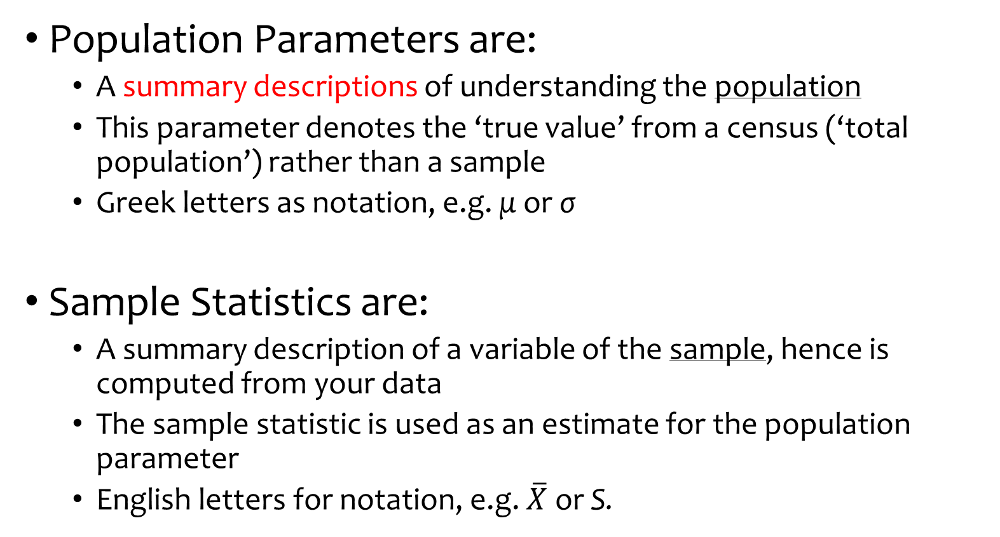 • Population Parameters are:
• A summary descriptions of understanding the population
• This parameter denotes the ‘true value’ from a census (‘total
population’) rather than a sample
• Greek letters as notation, e.g. μ or σ
• Sample Statistics are:
• A summary description of a variable of the sample, hence is
computed from your data
• The sample statistic is used as an estimate for the population
parameter
• English letters for notation, e.g. X̄ or S.